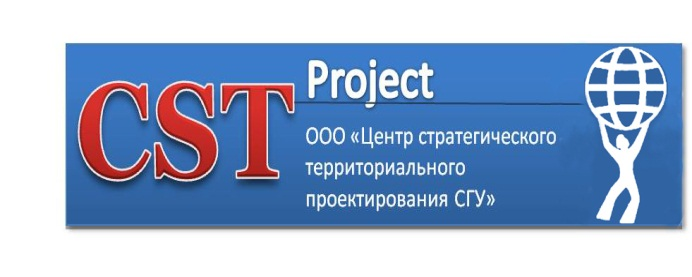 CST
Project
ООО «Центр стратегического
территориального
проектирования СГУ»